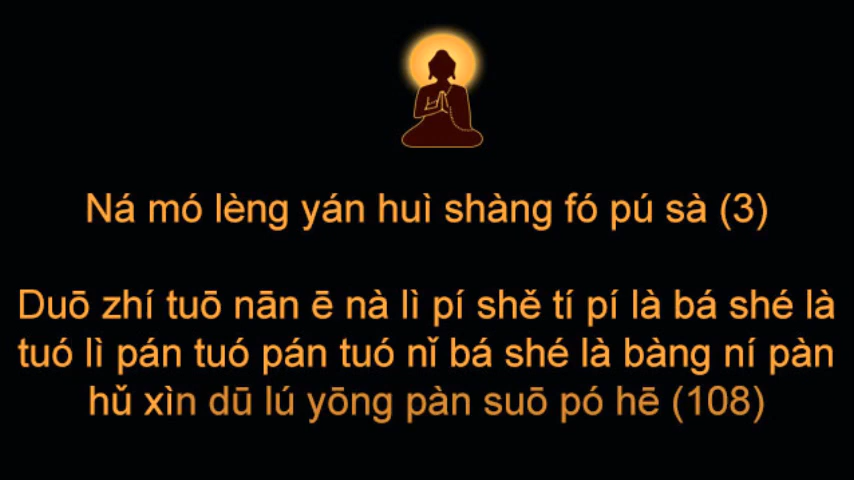 Ná mó lèng yán huì shàng fó pú sà (3)
Duō zhí tuō nān ē nà lì pí shě tí pí là bá shé là
tuó lì pán tuó pán tuó nǐ bá shé là bàng ní pàn
hǔ xìn dū lú yōng pàn suō pó hē (108)